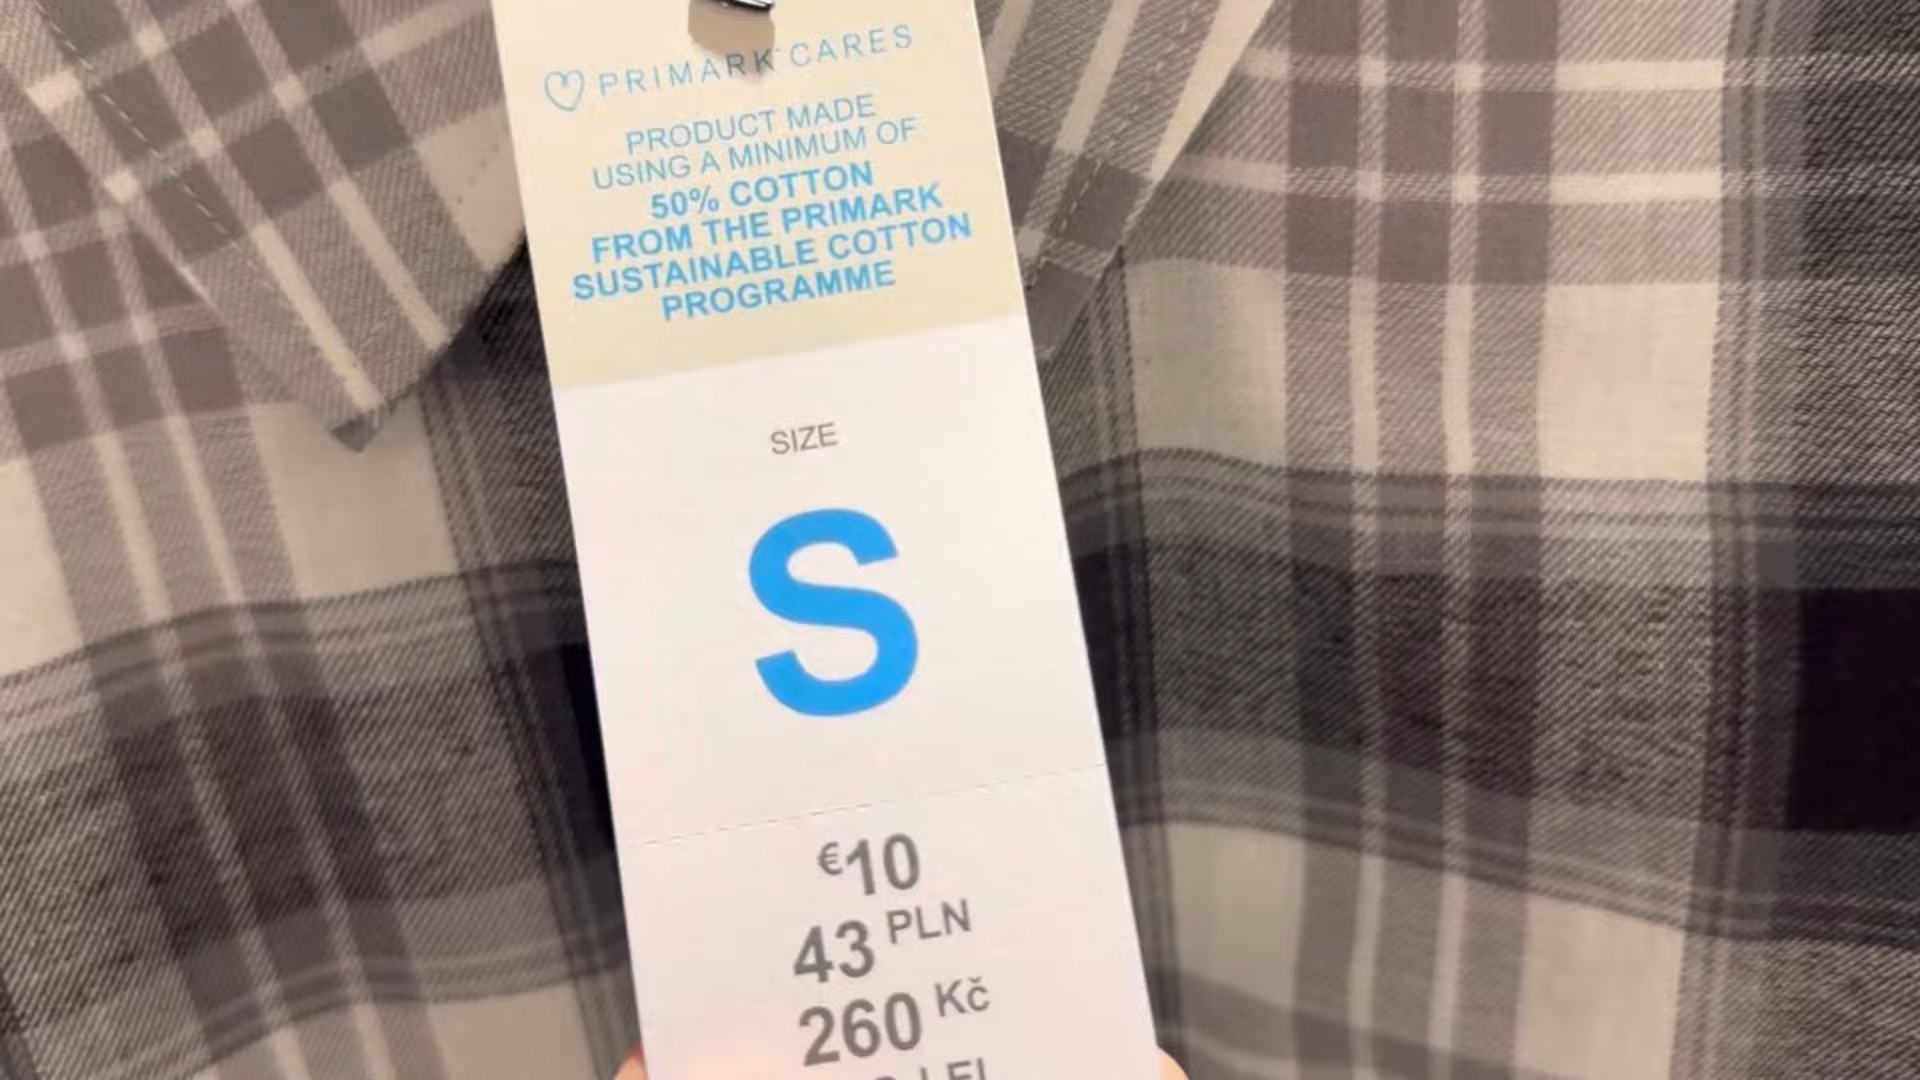 PRIMARK CARES
PRODUCT MADE
USING A MINIMUM OF
50% COTTON
FROM THE PRIMARK
SUSTAINABLE COTTON
PROGRAMME
SIZE
S
€10
43 PLN
260 Kč
LEI